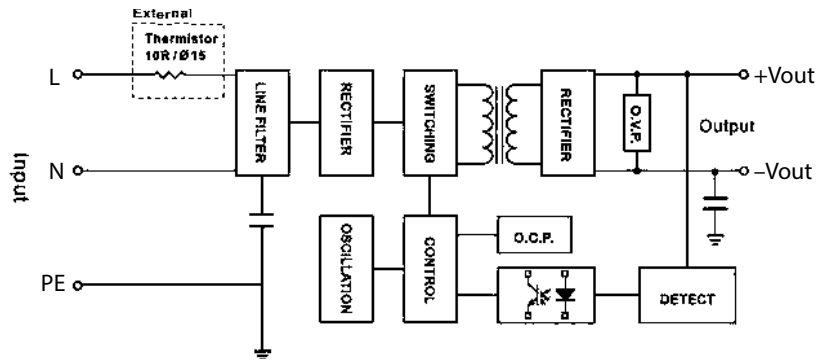 External
Thermistor
10R/Ø15
L
N
PE
Input
LINE FILTER
RECTIFIER
SWITCHING
RECTIFIER
O.V.P.
+Vout
Output
–Vout
OSCILLATION
CONTROL
O.C.P.
DETECT